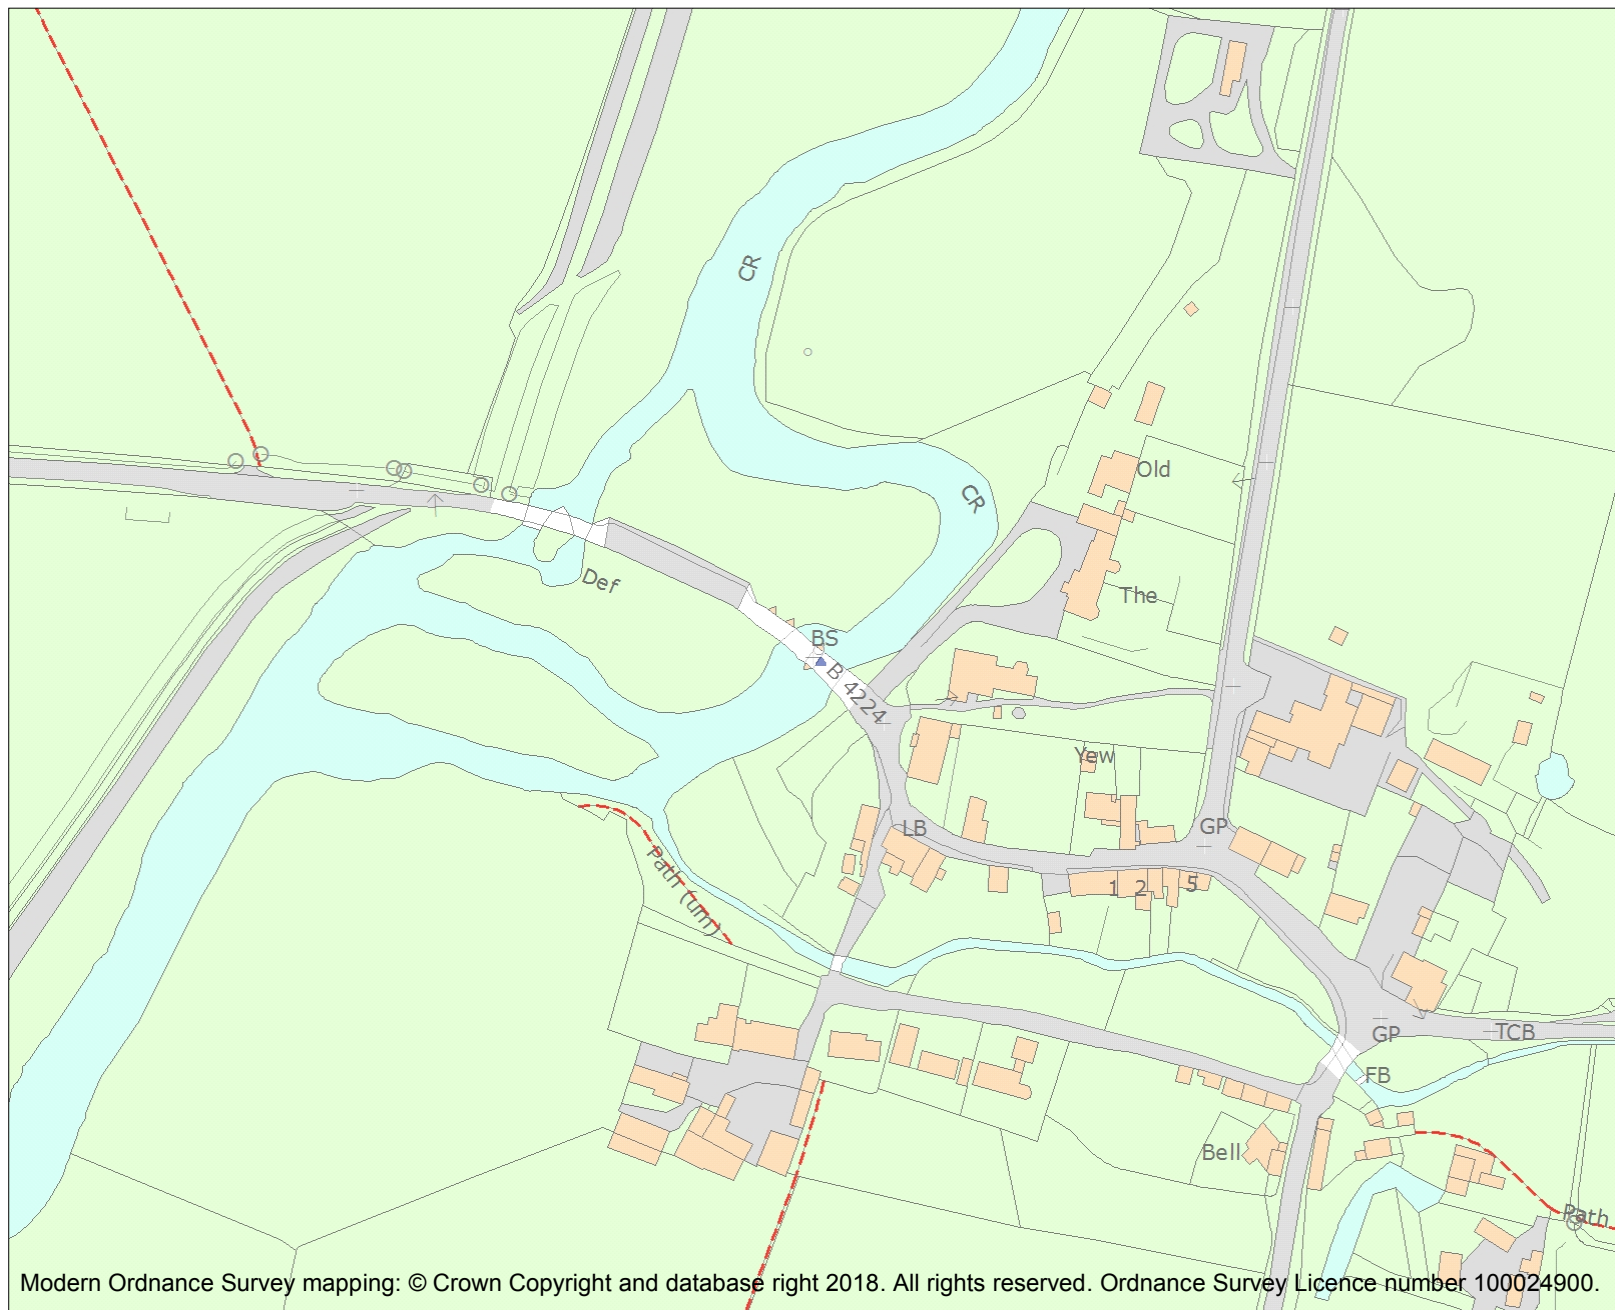 CR
Old
CR
Def
The
BS
B 4224
Yew
LB
GP
1 2 5
Path (um)
GP
TCB
FB
Bell
Path
Modern Ordnance Survey mapping: © Crown Copyright and database right 2018. All rights reserved. Ordnance Survey Licence number 100024900.